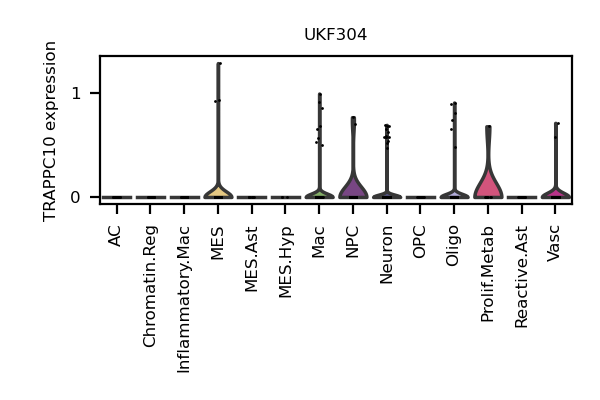 UKF304
TRAPPC10 expression
1
0
AC
Chromatin.Reg
Inflammatory.Mac
MES
MES.Ast
MES.Hyp
Mac
NPC
Neuron
OPC
Oligo
Prolif.Metab
Reactive.Ast
Vasc